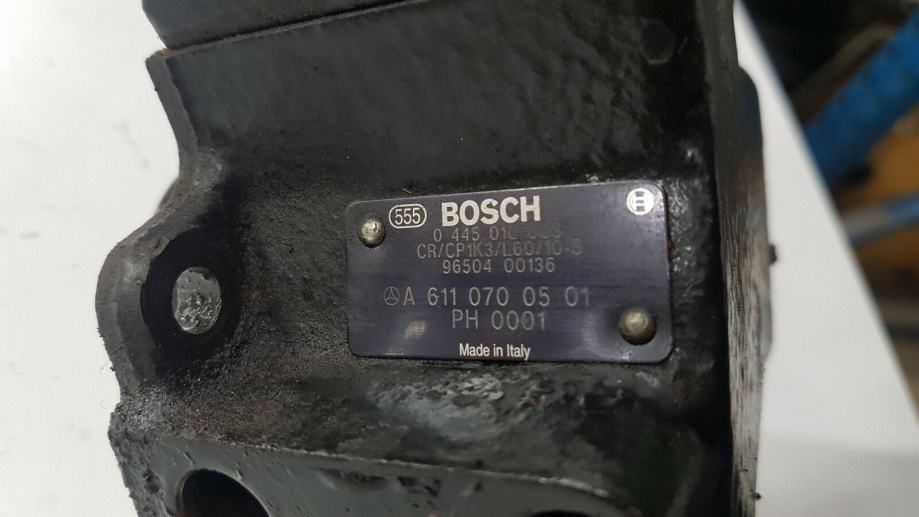 555 BOSCH
0 445 010
CR/CP1K3/L60/10-S
96504 00136
A 611 070 05 01
PH 0001
Made in Italy